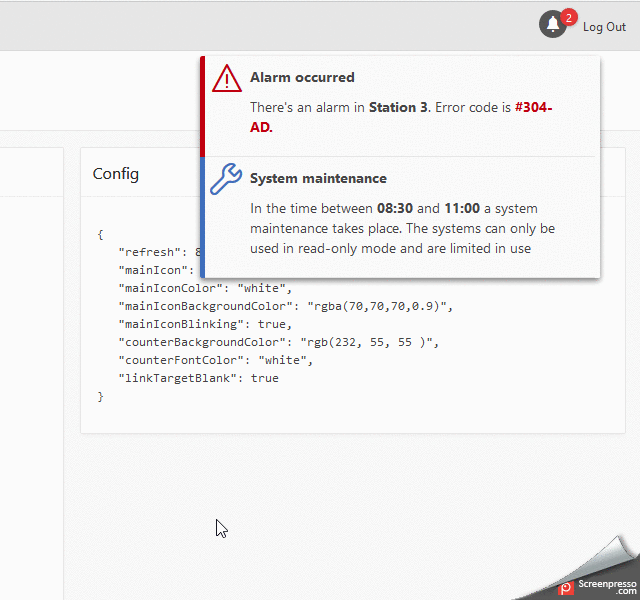 2
Log Out
Alarm occurred
There's an alarm in Station 3. Error code is #304-
AD.
System maintenance
In the time between 08:30 and 11:00 a system
maintenance takes place. The systems can only be
used in read-only mode and are limited in use
Config
{
"refresh":
"mainIcon":
"mainIconColor": "white",
"mainIconBackgroundColor": "rgba(70,70,70,0.9)",
"mainIconBlinking": true,
"counterBackgroundColor": "rgb(232, 55, 55 )",
"counterFontColor": "white",
"linkTargetBlank": true
}
Screenpresso
.com